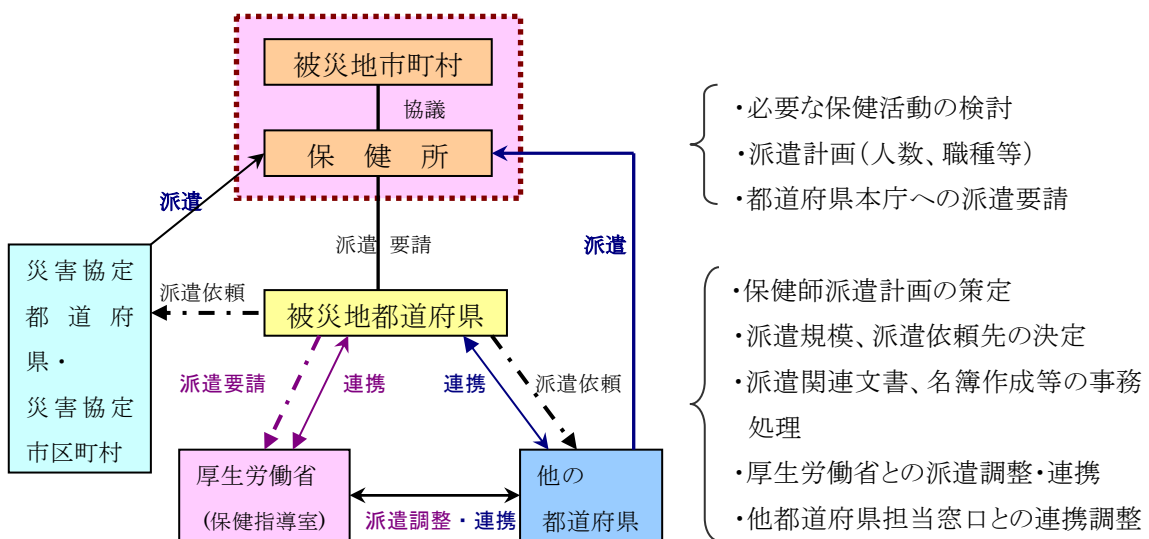 被災地市町村
協議
保健所
派遣
派遣 要請
派遣
災害協定
都道府
県・
災害協定
市区町村
派遣依頼
被災地都道府県
派遣要請
連携
連携
派遣依頼
厚生労働省
(保健指導室)
派遣調整・連携
他の
都道府県
・必要な保健活動の検討
・派遣計画(人数、職種等)
・都道府県本庁への派遣要請
・保健師派遣計画の策定
・派遣規模、派遣依頼先の決定
・派遣関連文書、名簿作成等の事務
処理
・厚生労働省との派遣調整・連携
・他都道府県担当窓口との連携調整